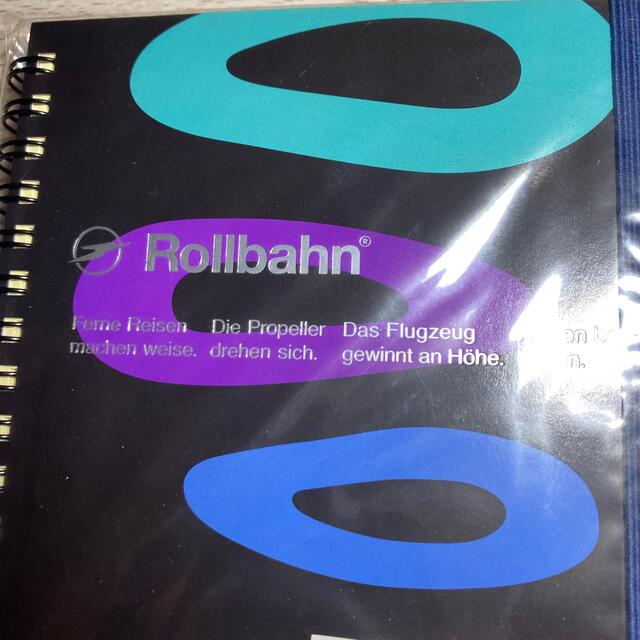 Rollbahn®
Ferne Reisen Die Propeller Das Flugzeug
machen weise. drehen sich. gewinnt an Höhe.